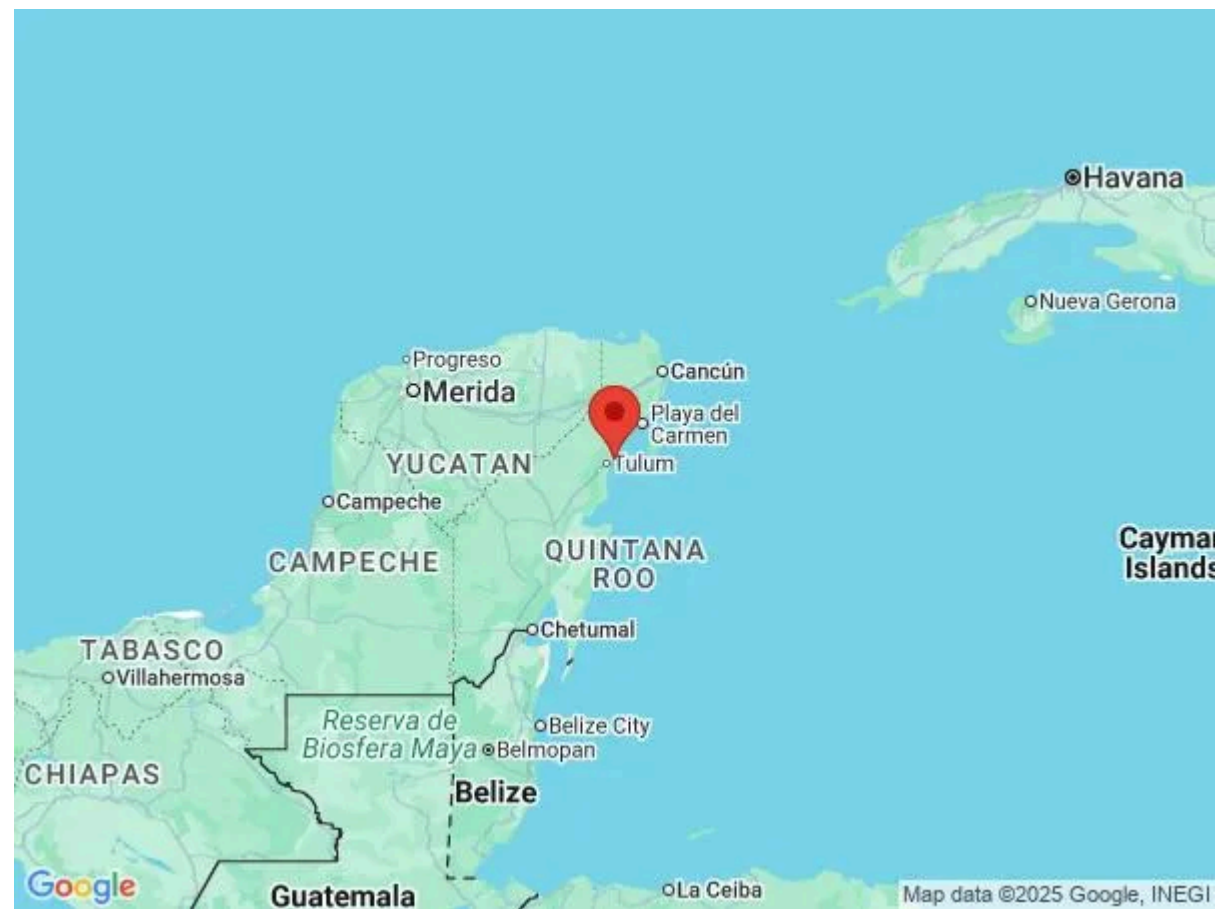 Havana
Nueva Gerona
Progreso
Merida
Cancún
Playa del
Carmen
YUCATAN
Tulum
Campeche
CAMPECHE
QUINTANA
ROO
Cayman
Islands
TABASCO
Villahermosa
Chetumal
Reserva de
Biosfera Maya
Belize City
Belmopan
CHIAPAS
Belize
Google
Guatemala
La Ceiba
Map data ©2025 Google, INEGI